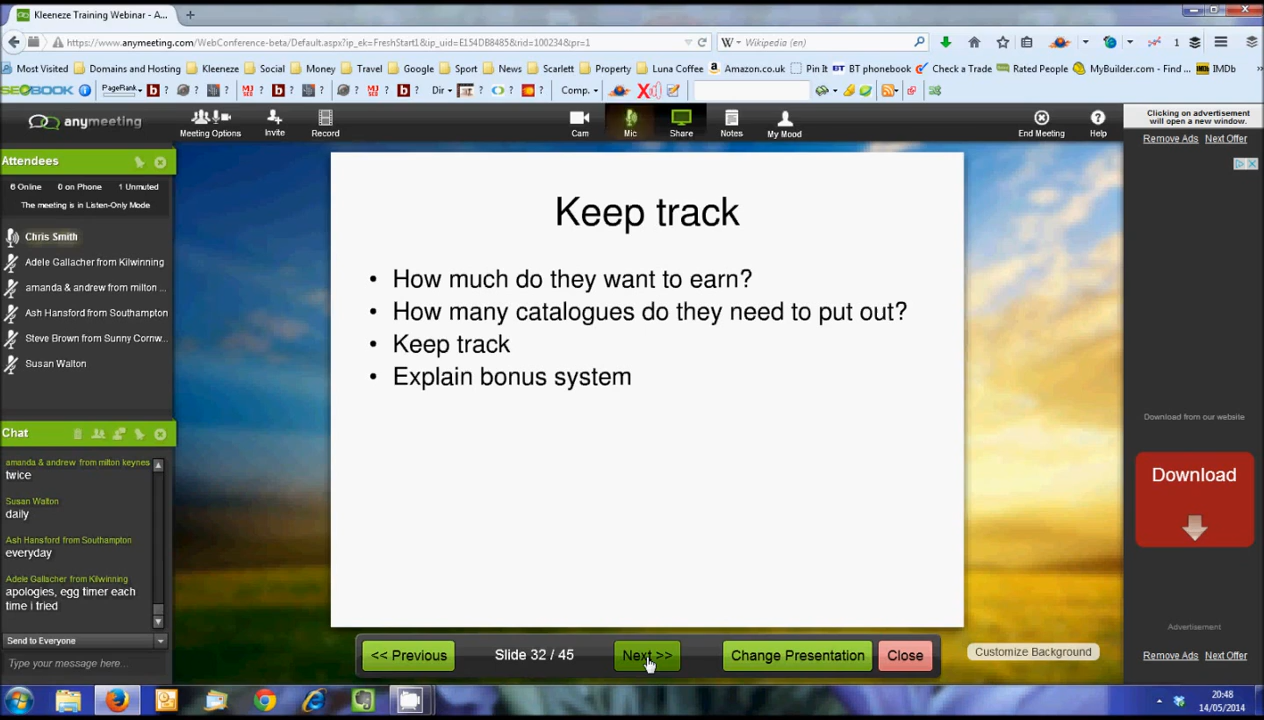 Kleeneze Training Webinar - A...
https://www.anymeeting.com/WebConference-beta/Default.aspx?ip_ek=FreshStart1&ip_uid=E154DB8485&rid=100234&pr=1
Wikipedia (en)
1
Most Visited Domains and Hosting Kleeneze Social Money Travel Google Sport News Scarlett Property Luna Coffee Amazon.co.uk Pin It BT phonebook Check a Trade Rated People MyBuilder.com - Find ... IMDb
SEOBOOK PageRank Dir Comp.
anymeeting
Meeting Options
Invite
Record
Cam
Mic
Share
Notes
My Mood
End Meeting
Help
Clicking on advertisement
will open a new window.
Remove Ads Next Offer
Attendees
6 Online 0 on Phone 1 Unmuted
The meeting is in Listen-Only Mode
Chris Smith
Adele Gallacher from Kilwinning
amanda & andrew from milton ...
Ash Hansford from Southampton
Steve Brown from Sunny Cornw...
Susan Walton
Chat
amanda & andrew from milton keynes
twice
Susan Walton
daily
Ash Hansford from Southampton
everyday
Adele Gallacher from Kilwinning
apologies, egg timer each
time i tried
Send to Everyone
Type your message here...
Keep track
• How much do they want to earn?
• How many catalogues do they need to put out?
• Keep track
• Explain bonus system
<< Previous
Slide 32 / 45
Next >>
Change Presentation
Close
Customize Background
Download from our website
Download
Advertisement
Remove Ads Next Offer
20:48
14/05/2014